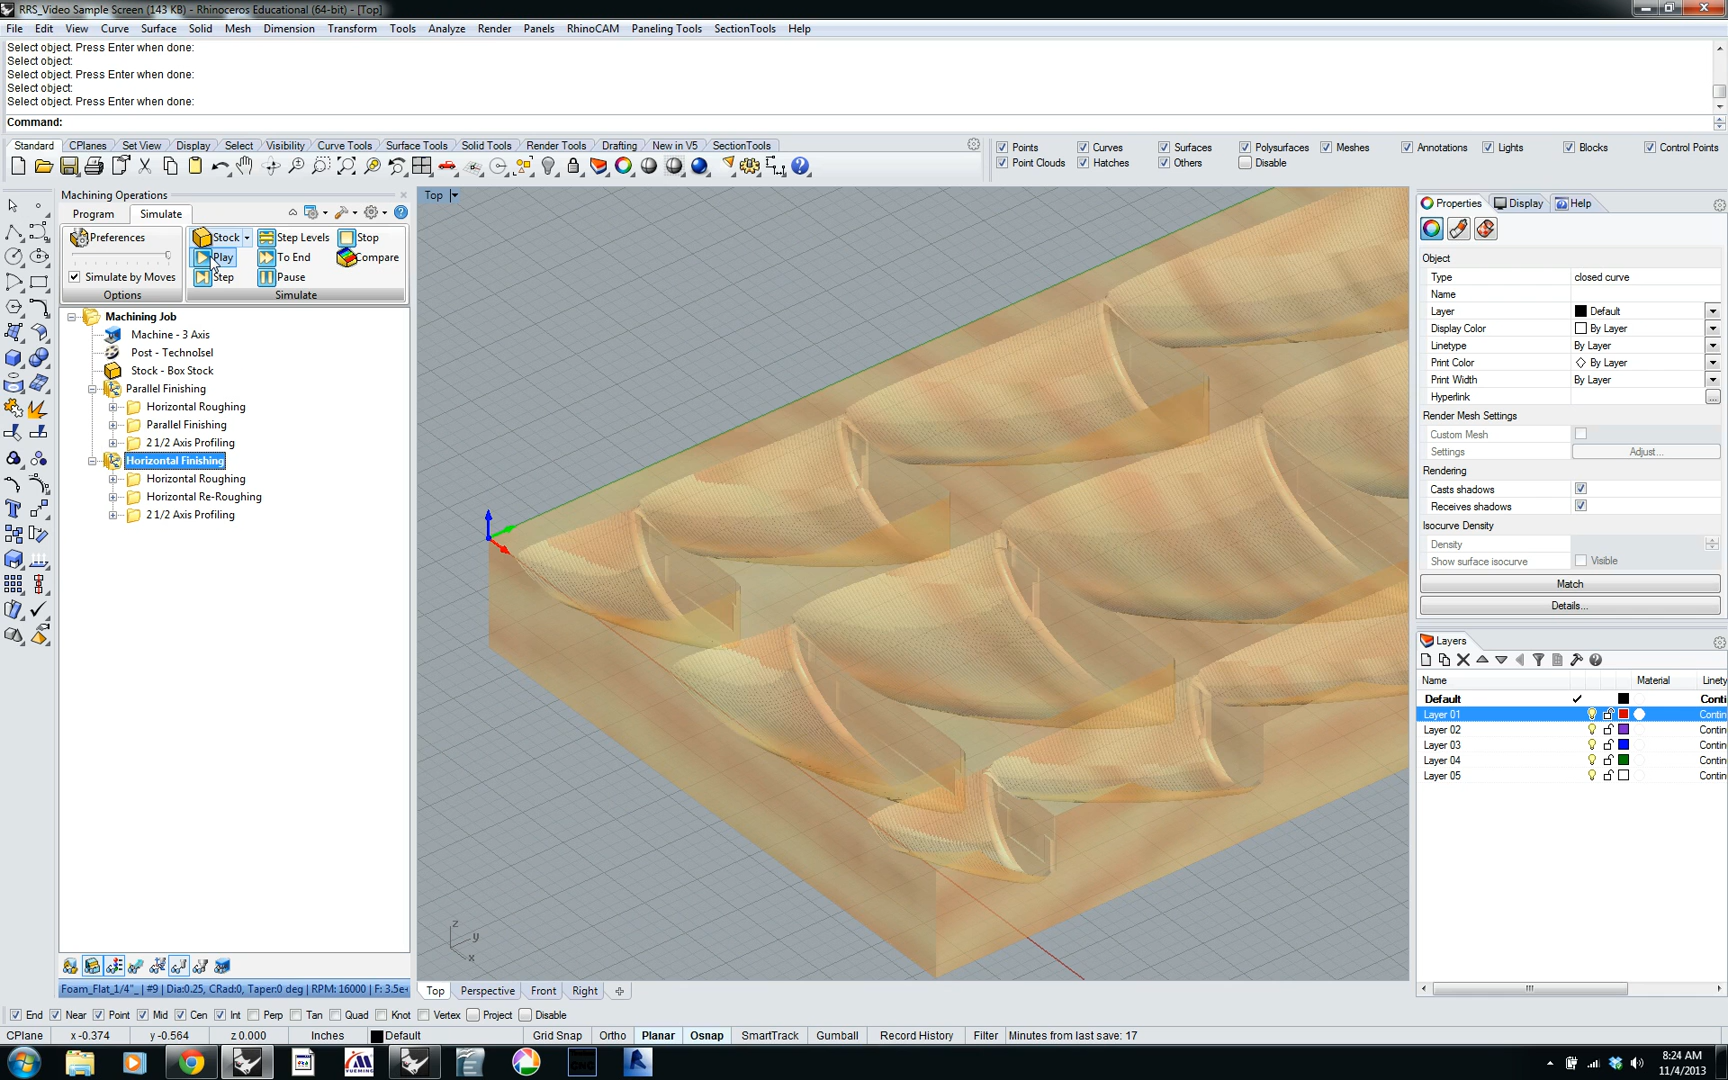 RRS_Video Sample Screen (143 KB) - Rhinoceros Educational (64-bit) - [Top]
File Edit View Curve Surface Solid Mesh Dimension Transform Tools Analyze Render Panels RhinoCAM Paneling Tools SectionTools Help
Select object. Press Enter when done:
Select object:
Select object. Press Enter when done:
Select object:
Select object. Press Enter when done:
Command:
Standard CPlanes Set View Display Select Visibility Curve Tools Surface Tools Solid Tools Render Tools Drafting New in V5 SectionTools
Points Curves Surfaces Polysurfaces Meshes Annotations Lights Blocks Control Points
Point Clouds Hatches Others Disable
Machining Operations
Program Simulate
Preferences
Simulate by Moves
Options
Stock Step Levels Stop
Play To End Compare
Step Pause
Simulate
Machining Job
Machine - 3 Axis
Post - TechnoIsel
Stock - Box Stock
Parallel Finishing
Horizontal Roughing
Parallel Finishing
2 1/2 Axis Profiling
Horizontal Finishing
Horizontal Roughing
Horizontal Re-Roughing
2 1/2 Axis Profiling
Foam_Flat_1/4"_ | #9 | Dia:0.25, CRad:0, Taper:0 deg | RPM: 16000 | F: 3.5e+
Top
z
y
x
Top Perspective Front Right
Properties Display Help
Object
Type closed curve
Name
Layer Default
Display Color By Layer
Linetype By Layer
Print Color By Layer
Print Width By Layer
Hyperlink ...
Render Mesh Settings
Custom Mesh
Settings Adjust...
Rendering
Casts shadows
Receives shadows
Isocurve Density
Density
Show surface isocurve Visible
Match
Details...
Layers
Name Material Linety
Default Conti
Layer 01 Contin
Layer 02 Contin
Layer 03 Contin
Layer 04 Contin
Layer 05 Contin
End Near Point Mid Cen Int Perp Tan Quad Knot Vertex Project Disable
CPlane x -0.374 y -0.564 z 0.000 Inches Default Grid Snap Ortho Planar Osnap SmartTrack Gumball Record History Filter Minutes from last save: 17
8:24 AM
11/4/2013